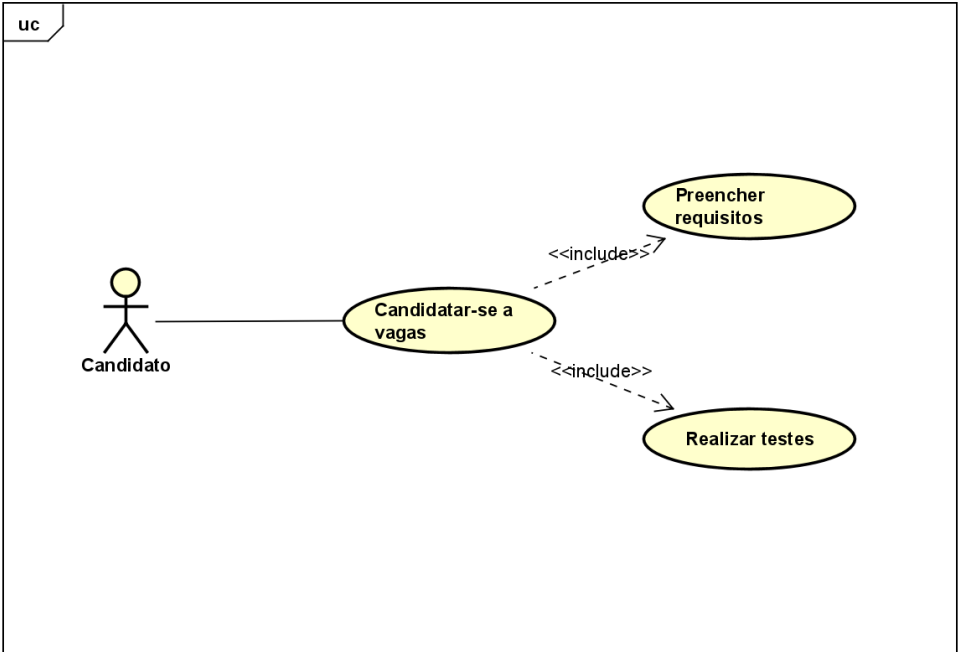 uc
Preencher
requisitos
<<include>>
Candidatar-se a
vagas
Candidato
<<include>>
Realizar testes